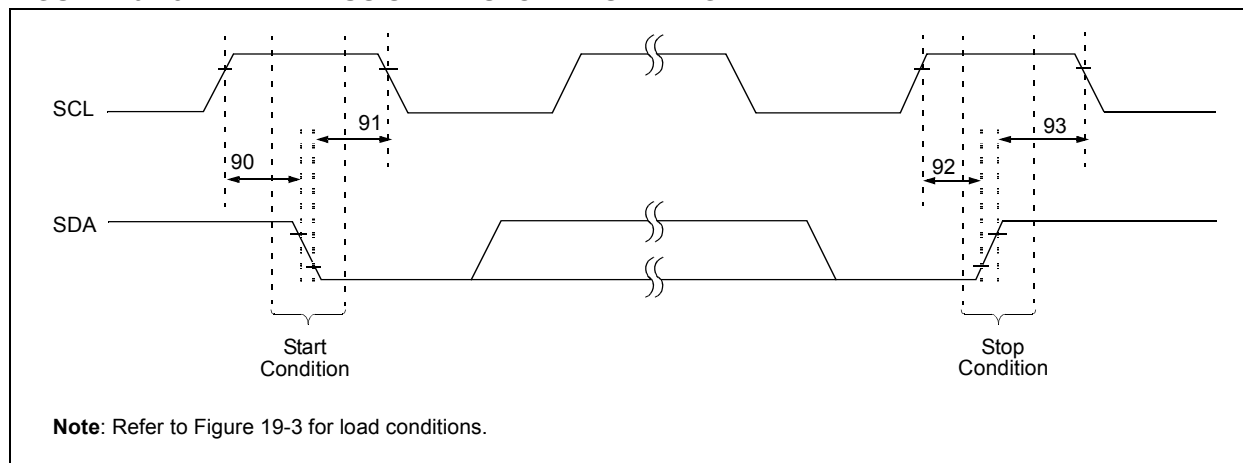 SCL
91
93
90
92
SDA
Start
Condition
Stop
Condition
Note: Refer to Figure 19-3 for load conditions.